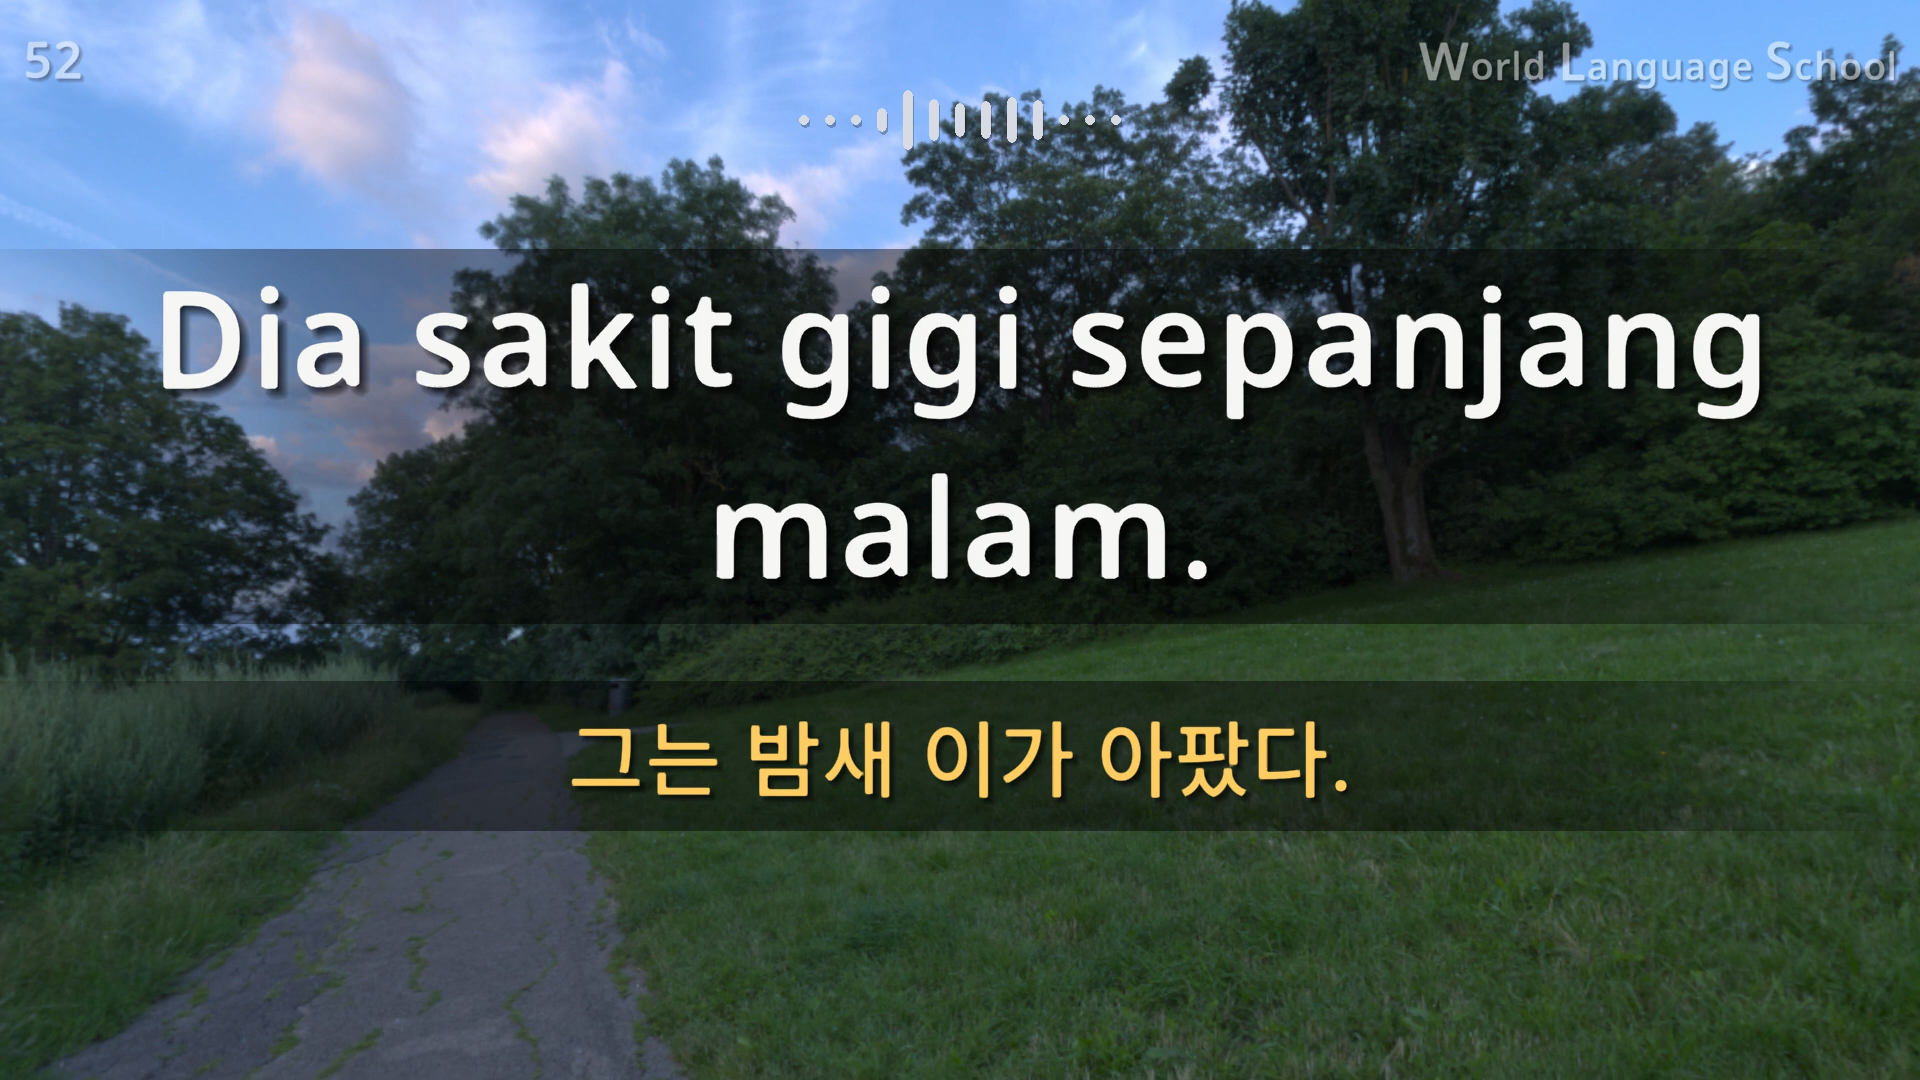 52
World Language School
Dia sakit gigi sepanjang
malam.
그는 밤새 이가 아팠다.